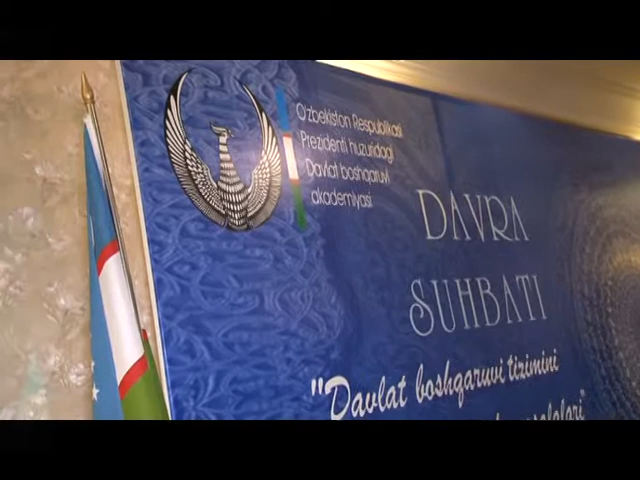 O'zbekiston Respublikasi
Prezidenti huzuridagi
Davlat boshqaruvi
akademiyasi
DAVRA
SUHBATI
"Davlat boshqaruvi tizimini